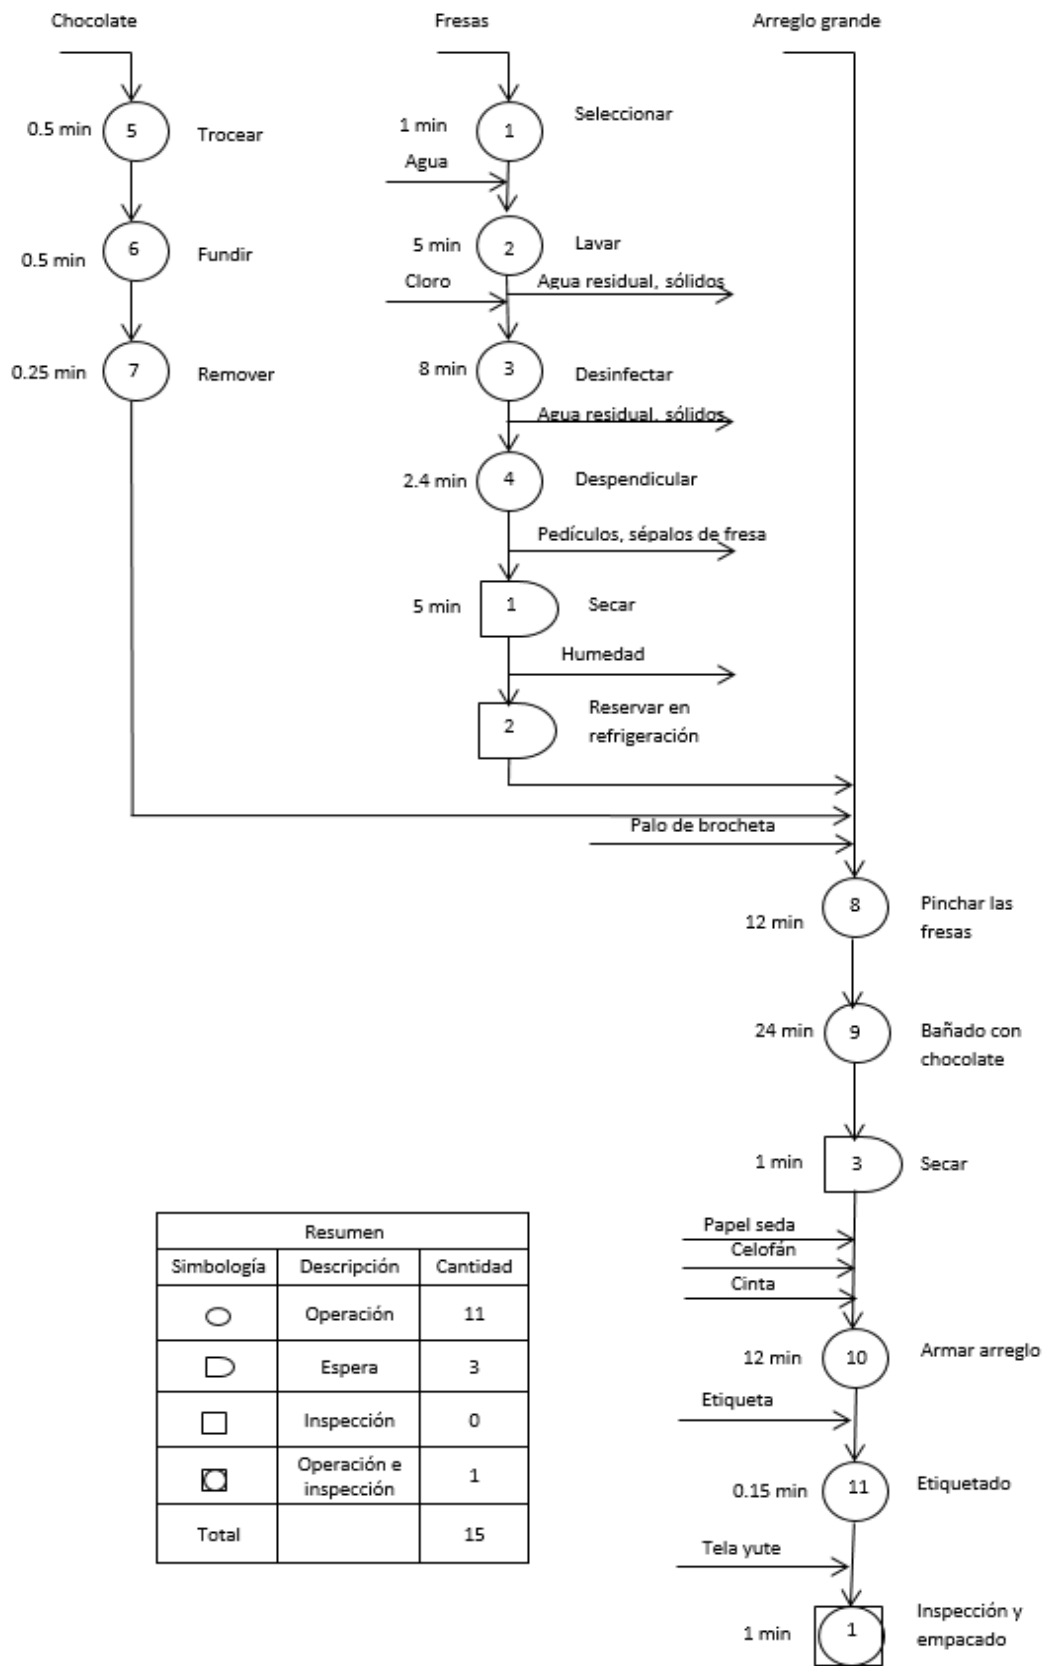 Chocolate
Fresas
Arreglo grande
0.5 min
5
Trocear
1 min
1
Seleccionar
Agua
0.5 min
6
Fundir
5 min
2
Lavar
Cloro
Agua residual, sólidos
0.25 min
7
Remover
8 min
3
Desinfectar
Agua residual, sólidos
2.4 min
4
Despendicular
Pedículos, sépalos de fresa
5 min
1
Secar
Humedad
2
Reservar en
refrigeración
Palo de brocheta
12 min
8
Pinchar las
fresas
24 min
9
Bañado con
chocolate
1 min
3
Secar
Papel seda
Celofán
Cinta
12 min
10
Armar arreglo
Etiqueta
0.15 min
11
Etiquetado
Tela yute
1 min
1
Inspección y
empacado
Resumen
Simbología Descripción Cantidad
Operación 11
Espera 3
Inspección 0
Operación e
inspección 1
Total 15